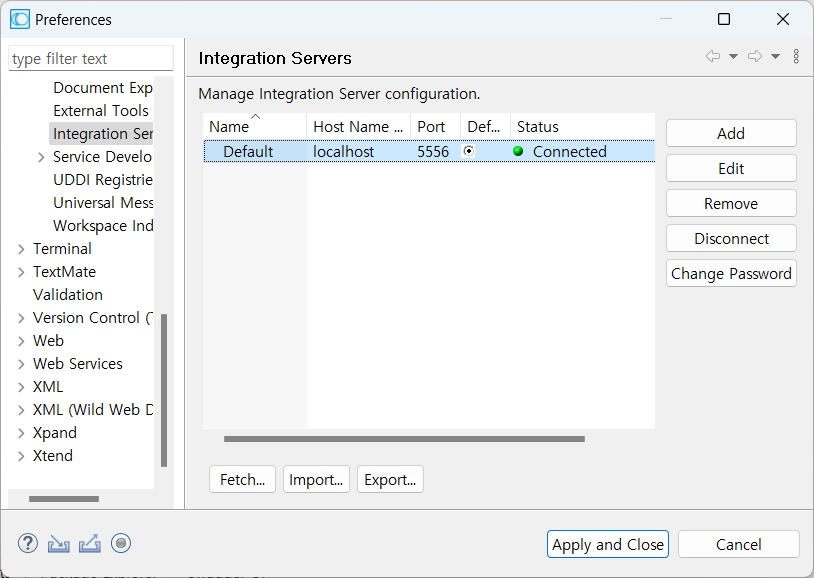 Preferences
type filter text
Document Exp
External Tools
Integration Ser
Service Develo
UDDI Registrie
Universal Mess
Workspace Ind
Terminal
TextMate
Validation
Version Control (
Web
Web Services
XML
XML (Wild Web D
Xpand
Xtend
Integration Servers
Manage Integration Server configuration.
Name Host Name ... Port Def... Status
Default localhost 5556 Connected
Add
Edit
Remove
Disconnect
Change Password
Fetch... Import... Export...
Apply and Close Cancel